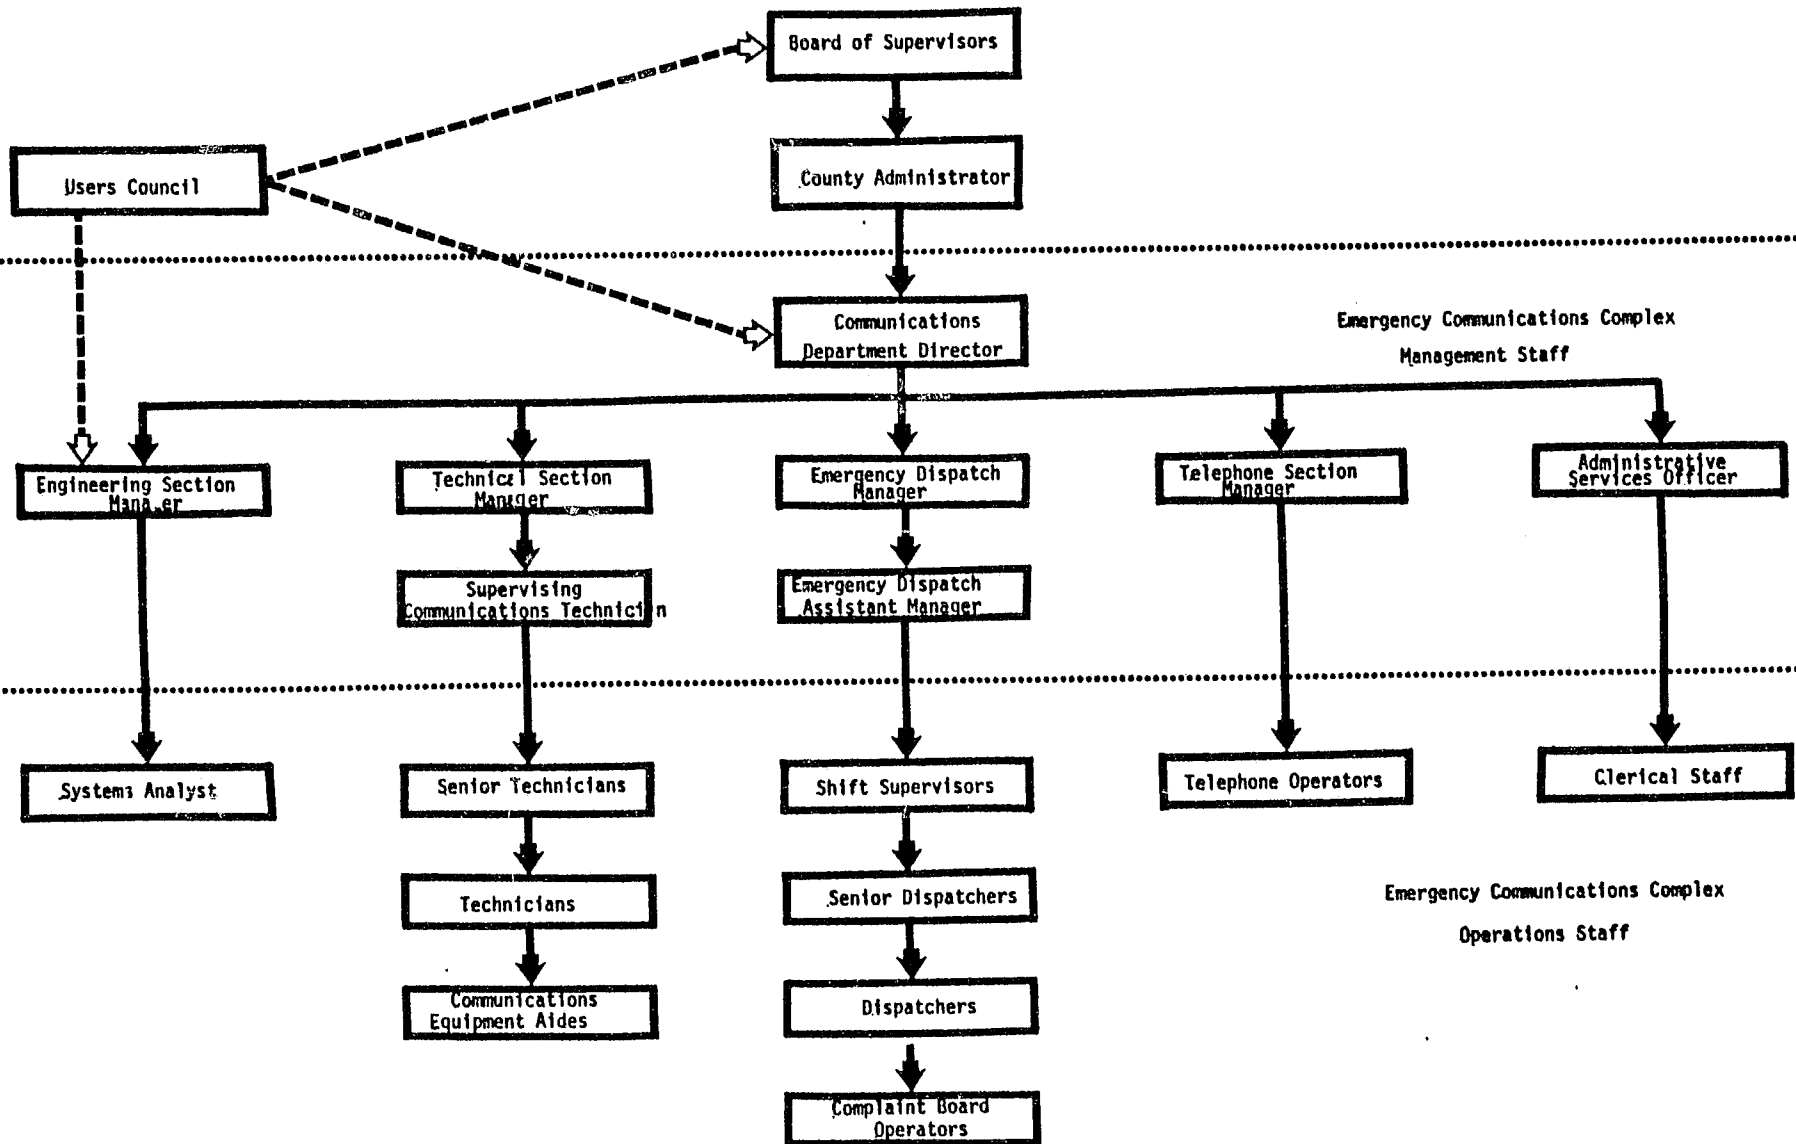 Board of Supervisors
Users Council
County Administrator
Communications
Department Director
Emergency Communications Complex
Management Staff
Engineering Section
Technical Section
Emergency Dispatch
Manager
Telephone Section
Manager
Administrative
Services Officer
Supervising
Communications
Emergency Dispatch
Assistant Manager
Systems Analyst
Senior Technicians
Shift Supervisors
Telephone Operators
Clerical Staff
Technicians
Senior Dispatchers
Emergency Communications Complex
Operations Staff
Communications
Equipment Aides
Dispatchers
Complaint Board
Operators